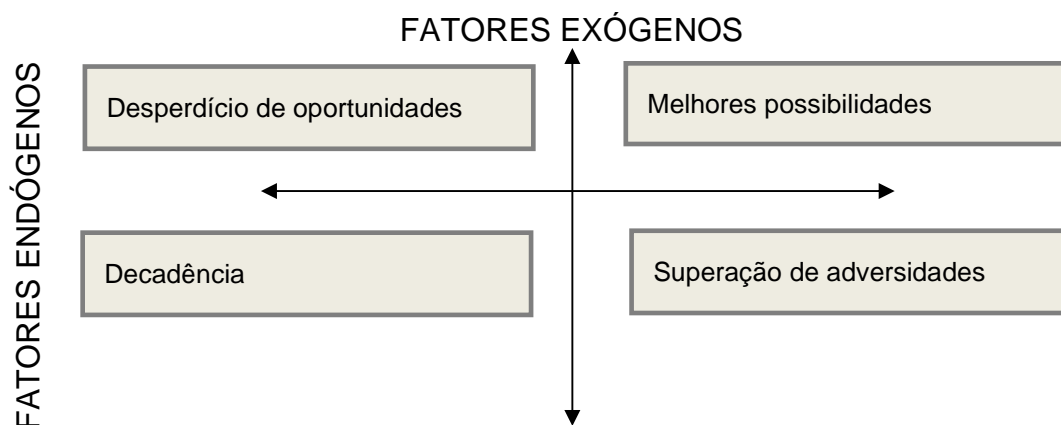 FATORES EXÓGENOS
FATORES ENDÓGENOS
Desperdício de oportunidades
Melhores possibilidades
Decadência
Superação de adversidades